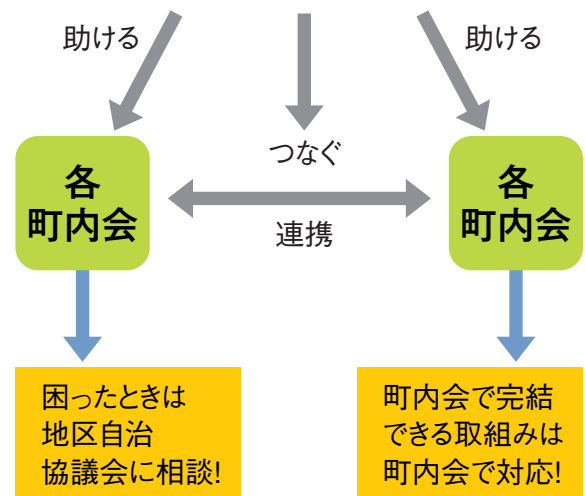 助ける
助ける
つなぐ
連携
各
町内会
各
町内会
困ったときは
地区自治
協議会に相談!
町内会で完結
できる取組みは
町内会で対応!